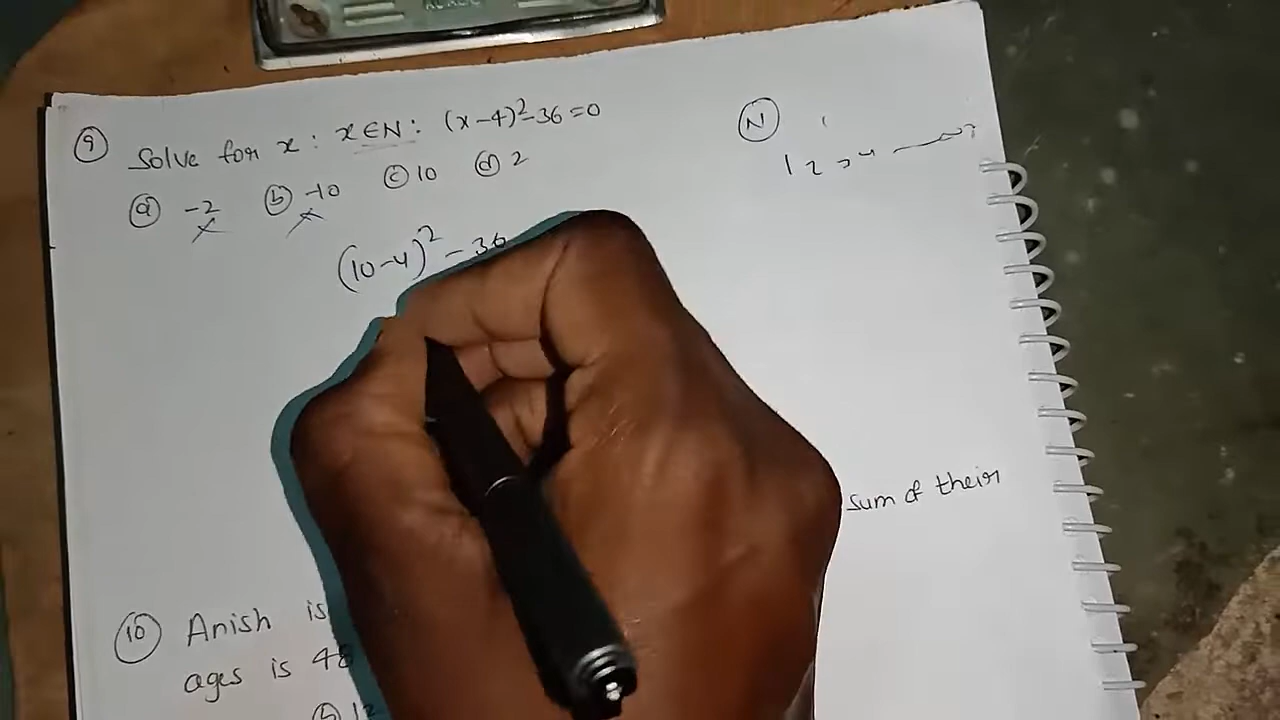 9 Solve for x : x∈N : (x-4)²-36=0
a -2 b -10 c 10 d 2
N
1 2 3 4
(10-4)² - 36
sum of their
10 Anish is
ages is 48
b 12